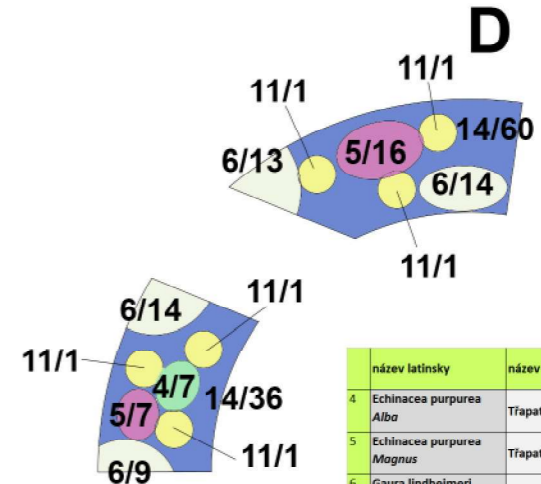 D
11/1
11/1
14/60
6/13
5/16
6/14
11/1
6/14
11/1
11/1
4/7
14/36
5/7
11/1
6/9
název latinsky název
4 Echinacea purpurea Třapat
Alba
5 Echinacea purpurea Třapat
Magnus
6 Gaura lindheimeri